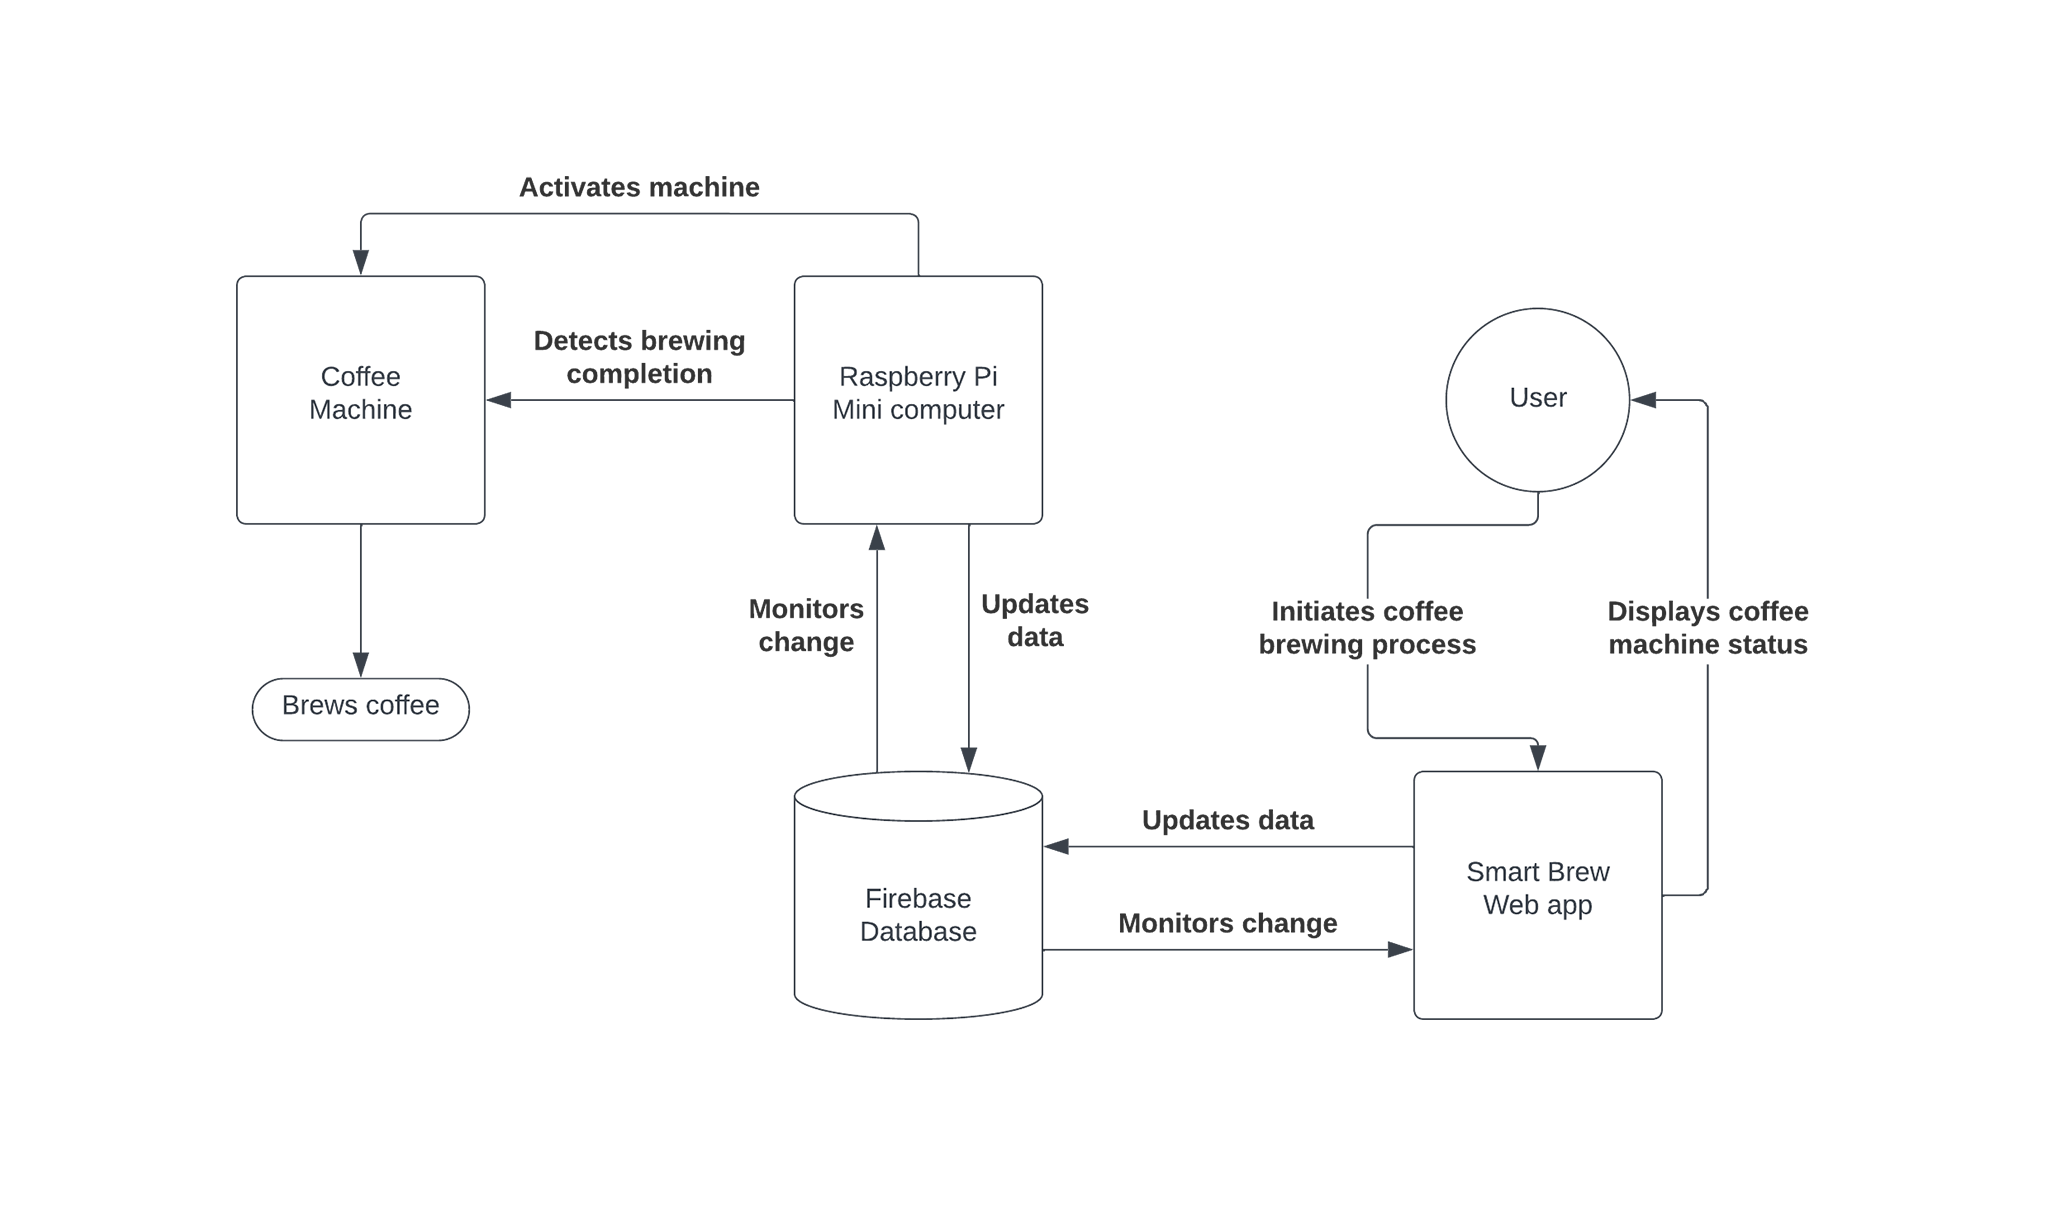 Activates machine
Coffee
Machine
Detects brewing
completion
Raspberry Pi
Mini computer
User
Monitors
change
Updates
data
Initiates coffee
brewing process
Displays coffee
machine status
Brews coffee
Updates data
Firebase
Database
Monitors change
Smart Brew
Web app